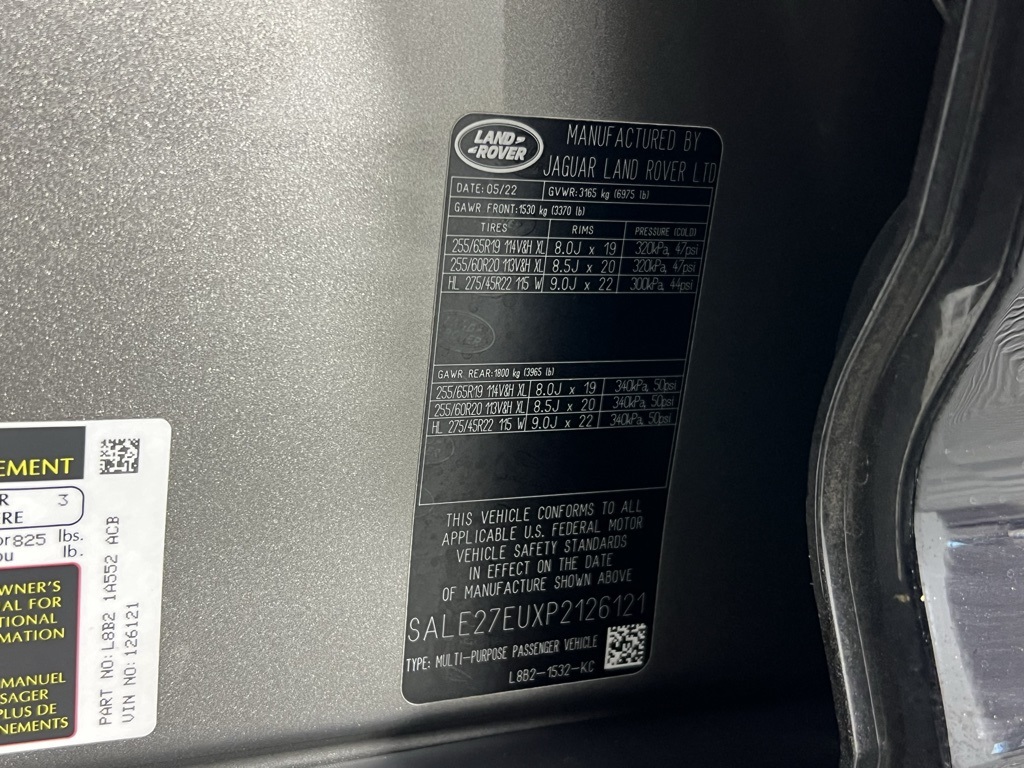 LAND
ROVER
MANUFACTURED BY
JAGUAR LAND ROVER LTD
DATE: 05/22 GVWR: 3165 kg (6975 lb)
GAWR FRONT: 1530 kg (3370 lb)
TIRES RIMS PRESSURE (COLD)
255/65R19 114V&H XL 8.0J x 19 320kPa, 47psi
255/60R20 113V&H XL 8.5J x 20 320kPa, 47psi
HL 275/45R22 115 W 9.0J x 22 300kPa, 44psi
GAWR REAR: 1800 kg (3965 lb)
255/65R19 114V&H XL 8.0J x 19 340kPa, 50psi
255/60R20 113V&H XL 8.5J x 20 340kPa, 50psi
HL 275/45R22 115 W 9.0J x 22 340kPa, 50psi
THIS VEHICLE CONFORMS TO ALL
APPLICABLE U.S. FEDERAL MOTOR
VEHICLE SAFETY STANDARDS
IN EFFECT ON THE DATE
OF MANUFACTURE SHOWN ABOVE
SALE27EUXP2126121
TYPE: MULTI-PURPOSE PASSENGER VEHICLE
L8B2-1532-KC
EMENT
R 3
RE
or 825 lbs.
ou lb.
WNER'S
AL FOR
TIONAL
MATION
MANUEL
SAGER
PLUS DE
NEMENTS
PART NO: L8B2 1A552 ACB
VIN NO: 126121